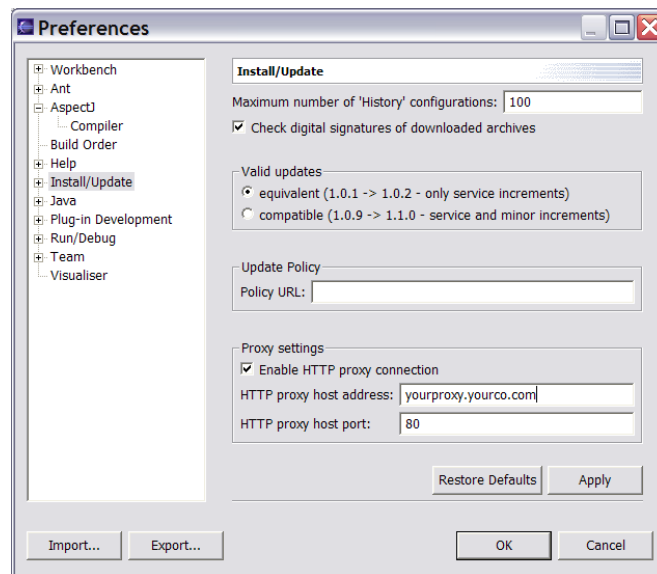 Preferences
Workbench
Ant
AspectJ
Compiler
Build Order
Help
Install/Update
Java
Plug-in Development
Run/Debug
Team
Visualiser
Install/Update
Maximum number of 'History' configurations: 100
Check digital signatures of downloaded archives
Valid updates
equivalent (1.0.1 -> 1.0.2 - only service increments)
compatible (1.0.9 -> 1.1.0 - service and minor increments)
Update Policy
Policy URL:
Proxy settings
Enable HTTP proxy connection
HTTP proxy host address: yourproxy.yourco.com
HTTP proxy host port: 80
Restore Defaults Apply
Import... Export... OK Cancel